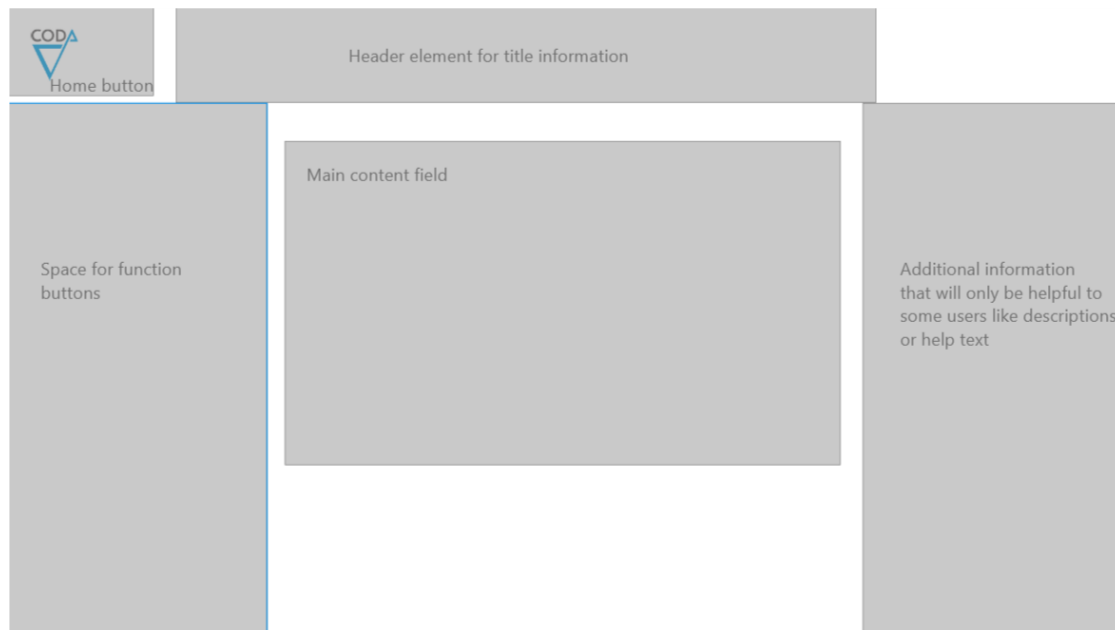 CODA
Home button
Header element for title information
Main content field
Space for function
buttons
Additional information
that will only be helpful to
some users like descriptions
or help text